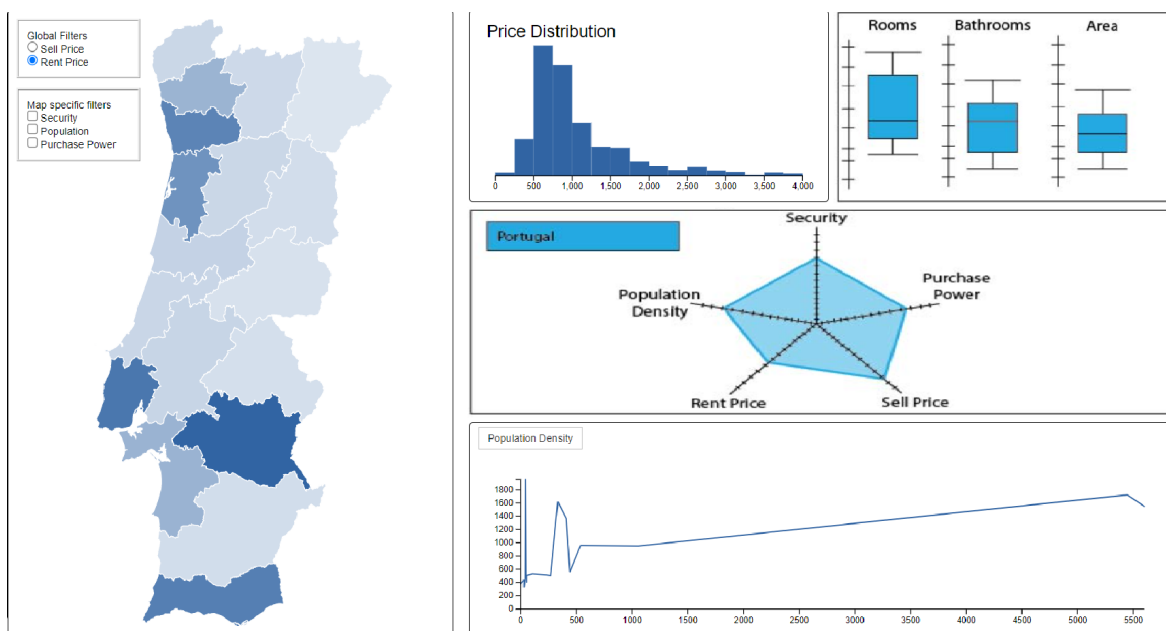 Global Filters
Sell Price
Rent Price
Map specific filters
Security
Population
Purchase Power
Price Distribution
0 500 1,000 1,500 2,000 2,500 3,000 3,500 4,000
Rooms Bathrooms Area
Portugal
Security
Purchase
Power
Population
Density
Rent Price
Sell Price
Population Density
1800
1600
1400
1200
1000
800
600
400
200
0
0 500 1000 1500 2000 2500 3000 3500 4000 4500 5000 5500